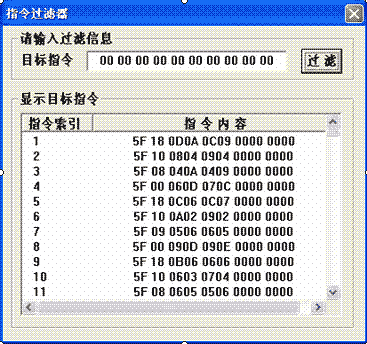 指令过滤器
请输入过滤信息
目标指令 00 00 00 00 00 00 00 00 00 00 过 滤
显示目标指令
指令索引 指 令 内 容
1 5F 18 0D0A 0C09 0000 0000
2 5F 10 0804 0904 0000 0000
3 5F 08 040A 0409 0000 0000
4 5F 00 060D 070C 0000 0000
5 5F 18 0C06 0C07 0000 0000
6 5F 10 0A02 0902 0000 0000
7 5F 09 0506 0605 0000 0000
8 5F 00 090D 090E 0000 0000
9 5F 18 0B06 0606 0000 0000
10 5F 10 0603 0704 0000 0000
11 5F 08 0605 0506 0000 0000